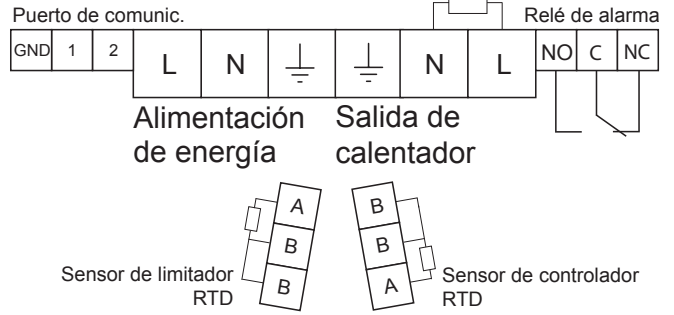 Puerto de comunic.
Relé de alarma
GND 1 2 L N N L NO C NC
Alimentación de energía
Salida de calentador
A
B
B
Sensor de limitador RTD
B
B
A
Sensor de controlador RTD